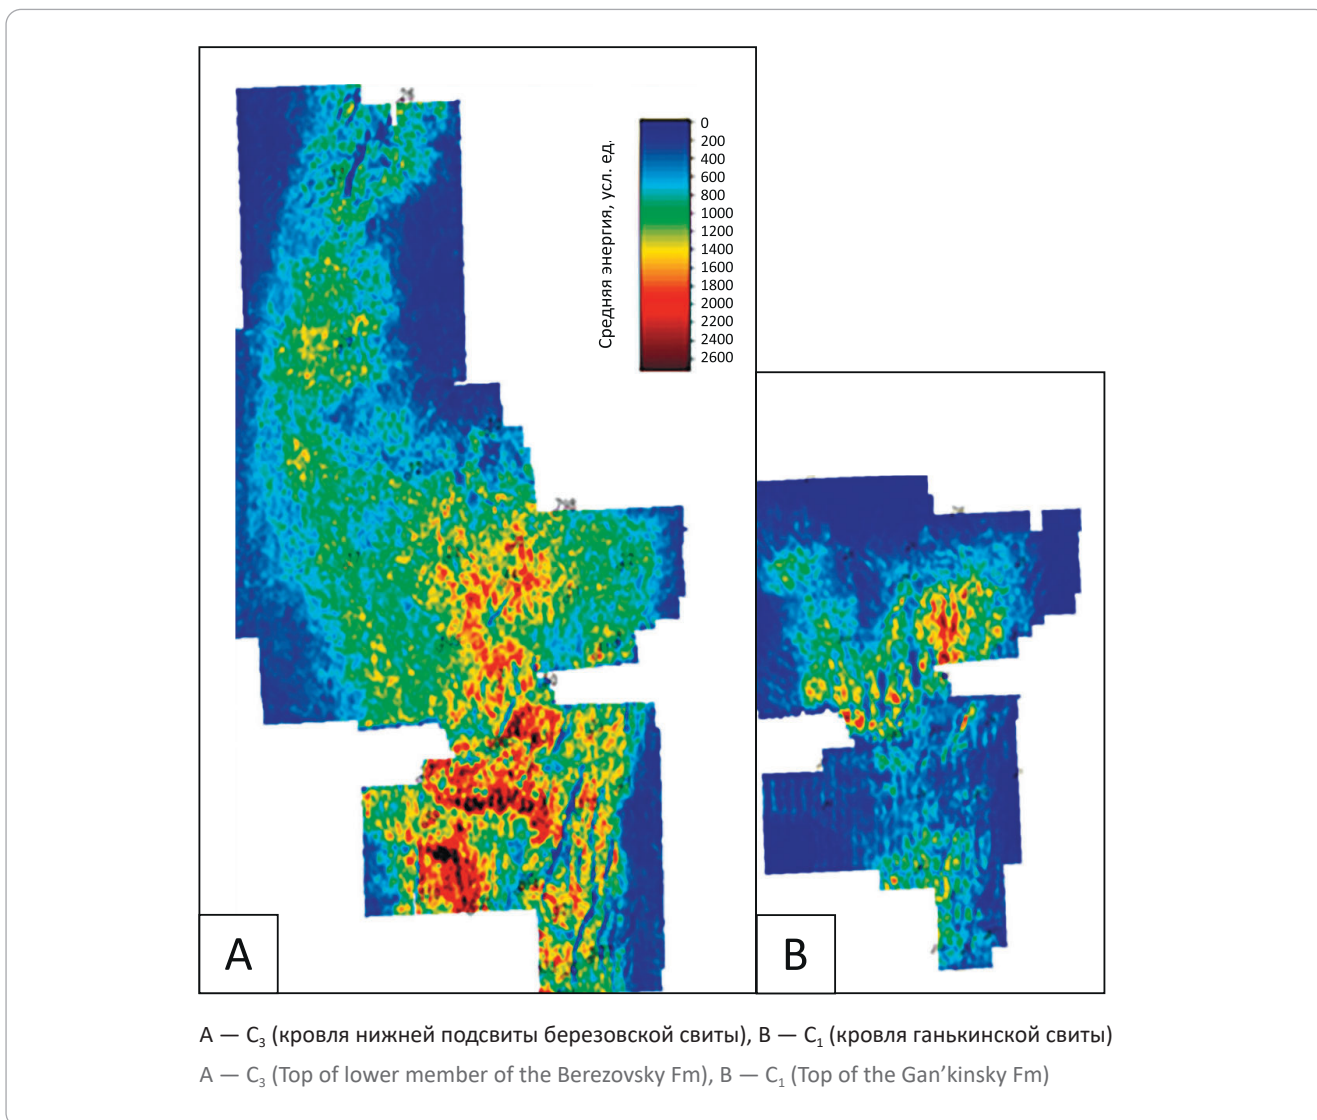 Средняя энергия, усл. ед.
0
200
400
600
800
1000
1200
1400
1600
1800
2000
2200
2400
2600
A
B
A — C₃ (кровля нижней подсвиты березовской свиты), B — C₁ (кровля ганькинской свиты)
A — C₃ (Top of lower member of the Berezovsky Fm), B — C₁ (Top of the Gan’kinsky Fm)